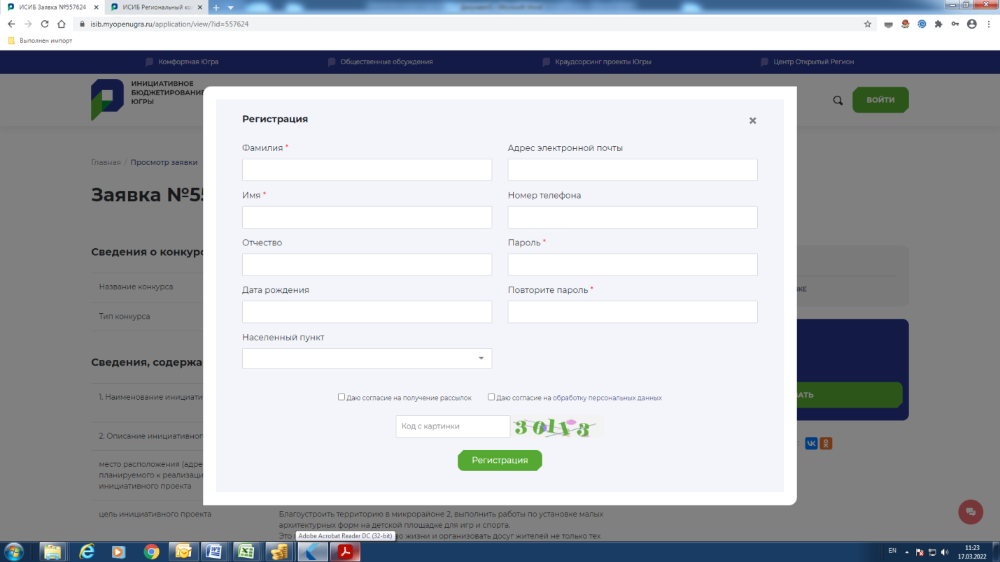 ИСИБ Заявка №557624
ИСИБ Региональный ко
Документ1 - Microsoft Word
isib.myopenugra.ru/application/view/?id=557624
Выполнен импорт
Комфортная Югра
Общественные обсуждения
Краудсорсинг проекты Югры
Центр Открытый Регион
ИНИЦИАТИВНОЕ
БЮДЖЕТИРОВАНИЕ
ЮГРЫ
ВОЙТИ
Регистрация
Главная / Просмотр заявки
Заявка №55
Фамилия *
Адрес электронной почты
Имя *
Номер телефона
Отчество
Пароль *
Дата рождения
Повторите пароль *
Населенный пункт
Сведения о конкурс
Название конкурса
Тип конкурса
КЕ
Сведения, содержа
1. Наименование инициати
2. Описание инициативног
место расположения (адре
планируемого к реализаци
инициативного проекта
ВАТЬ
Даю согласие на получение рассылок
Даю согласие на обработку персональных данных
Код с картинки
Регистрация
цель инициативного проекта
Благоустроить территорию в микрорайоне 2, выполнить работы по установке малых
архитектурных форм на детской площадке для игр и спорта.
Это
во жизни и организовать досуг жителей не только тех
Adobe Acrobat Reader DC (32-bit)
EN
11:23
17.03.2022